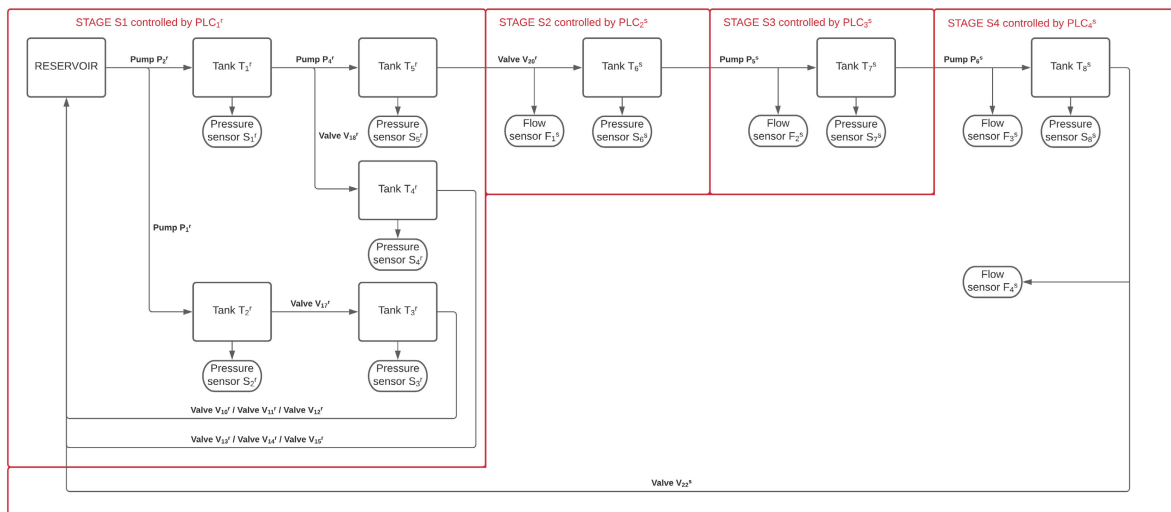 STAGE S1 controlled by PLC₁ʳ
STAGE S2 controlled by PLC₂ˢ
STAGE S3 controlled by PLC₃ˢ
STAGE S4 controlled by PLC₄ˢ
RESERVOIR
Pump P₂ʳ
Tank T₁ʳ
Pump P₄ʳ
Tank T₅ʳ
Valve V₂₀ʳ
Tank T₆ˢ
Pump P₅ˢ
Tank T₇ˢ
Pump P₆ˢ
Tank T₈ˢ
Pressure
sensor S₁ʳ
Valve V₁₈ʳ
Pressure
sensor S₅ʳ
Flow
sensor F₁ˢ
Pressure
sensor S₆ˢ
Flow
sensor F₂ˢ
Pressure
sensor S₇ˢ
Flow
sensor F₃ˢ
Pressure
sensor S₈ˢ
Tank T₄ʳ
Pump P₁ʳ
Pressure
sensor S₄ʳ
Flow
sensor F₄ˢ
Tank T₂ʳ
Valve V₁₇ʳ
Tank T₃ʳ
Pressure
sensor S₂ʳ
Pressure
sensor S₃ʳ
Valve V₁₀ʳ / Valve V₁₁ʳ / Valve V₁₂ʳ
Valve V₁₃ʳ / Valve V₁₄ʳ / Valve V₁₅ʳ
Valve V₂₂ˢ